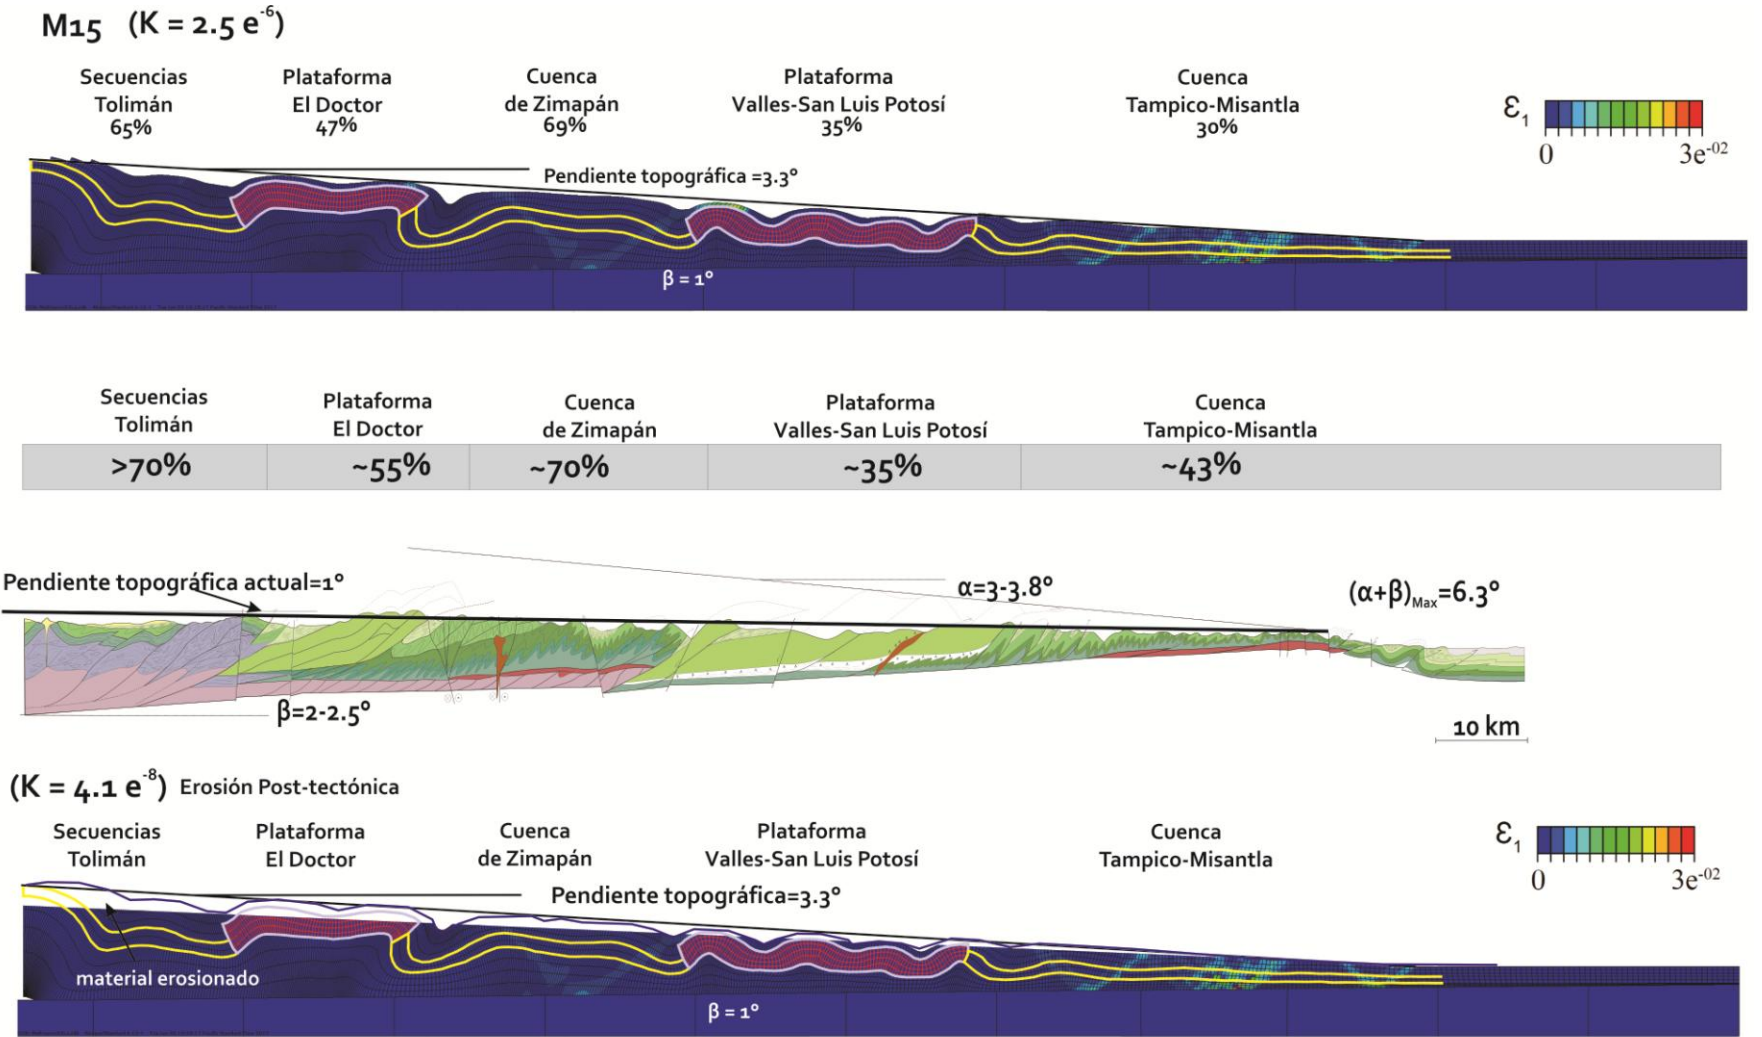 M15 (K = 2.5 e⁻⁶)
Secuencias
Tolimán
65%
Plataforma
El Doctor
47%
Cuenca
de Zimapán
69%
Plataforma
Valles-San Luis Potosí
35%
Cuenca
Tampico-Misantla
30%
Ɛ₁
0 3e⁻⁰²
Pendiente topográfica =3.3°
β = 1°
Secuencias
Tolimán
Plataforma
El Doctor
Cuenca
de Zimapán
Plataforma
Valles-San Luis Potosí
Cuenca
Tampico-Misantla
>70% ~55% ~70% ~35% ~43%
Pendiente topográfica actual=1°
α=3-3.8°
(α+β)Max=6.3°
β=2-2.5°
10 km
(K = 4.1 e⁻⁸) Erosión Post-tectónica
Secuencias
Tolimán
Plataforma
El Doctor
Cuenca
de Zimapán
Plataforma
Valles-San Luis Potosí
Cuenca
Tampico-Misantla
Ɛ₁
0 3e⁻⁰²
Pendiente topográfica=3.3°
material erosionado
β = 1°